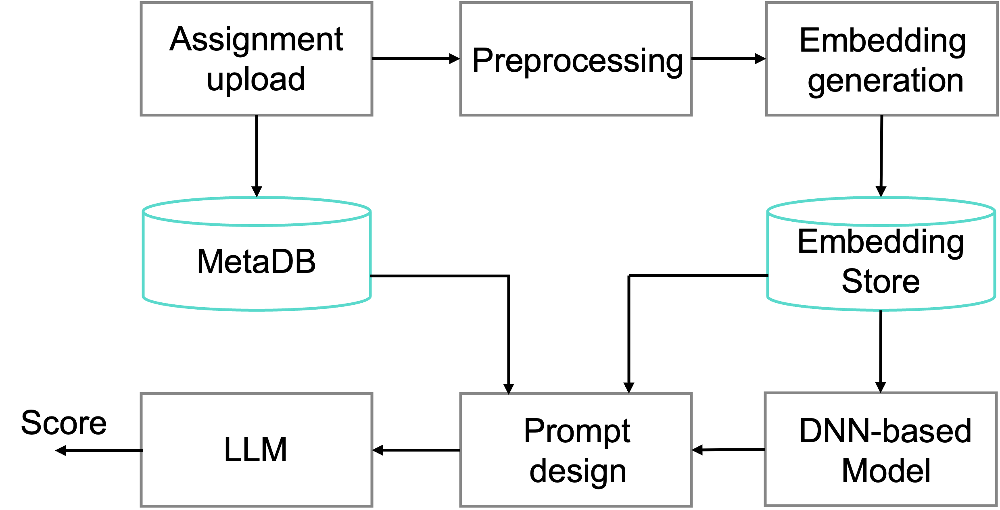 Assignment
upload
Preprocessing
Embedding
generation
MetaDB
Embedding
Store
Score
LLM
Prompt
design
DNN-based
Model